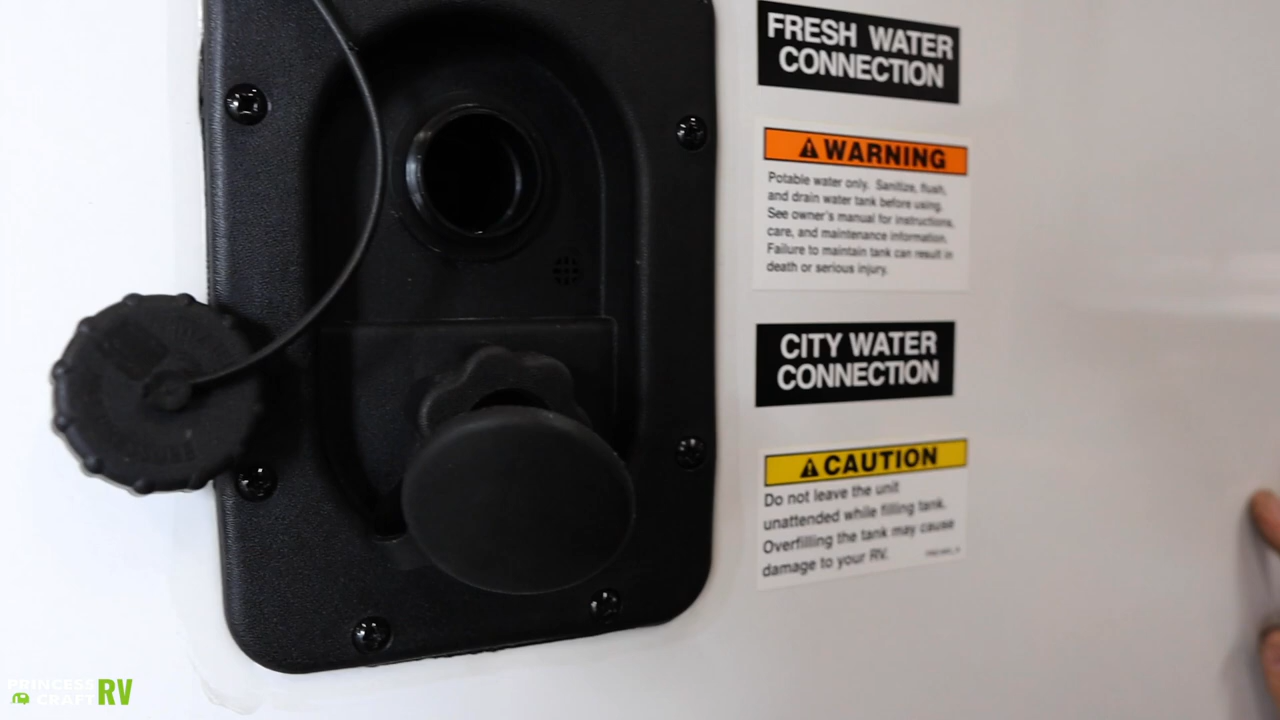 FRESH WATER
CONNECTION
WARNING
Potable water only. Sanitize, flush,
and drain water tank before using.
See owner's manual for instructions,
care, and maintenance information.
Failure to maintain tank can result in
death or serious injury.
CITY WATER
CONNECTION
CAUTION
Do not leave the unit
unattended while filling tank.
Overfilling the tank may cause
damage to your RV.
PRINCESS
CRAFT RV